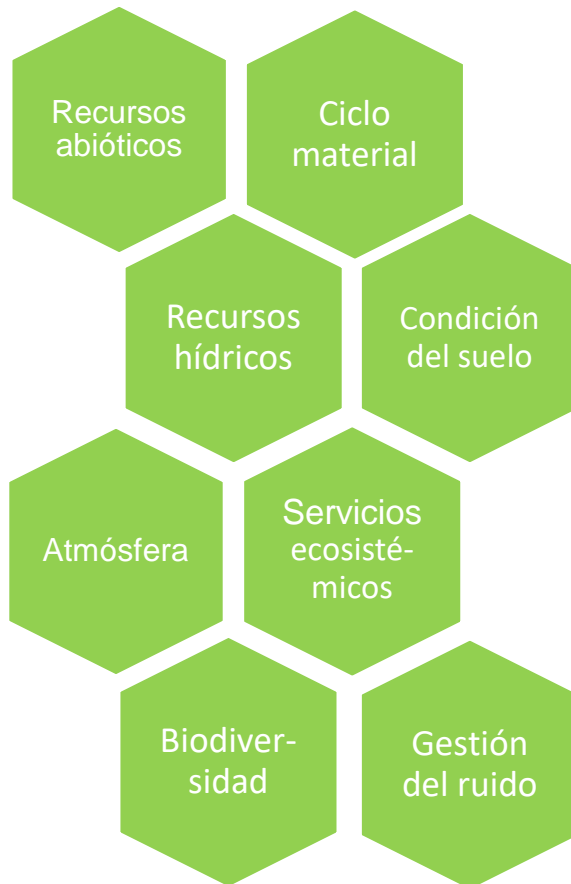 Recursos
abióticos
Ciclo
material
Recursos
hídricos
Condición
del suelo
Atmósfera
Servicios
ecosisté-
micos
Biodiver-
sidad
Gestión
del ruido